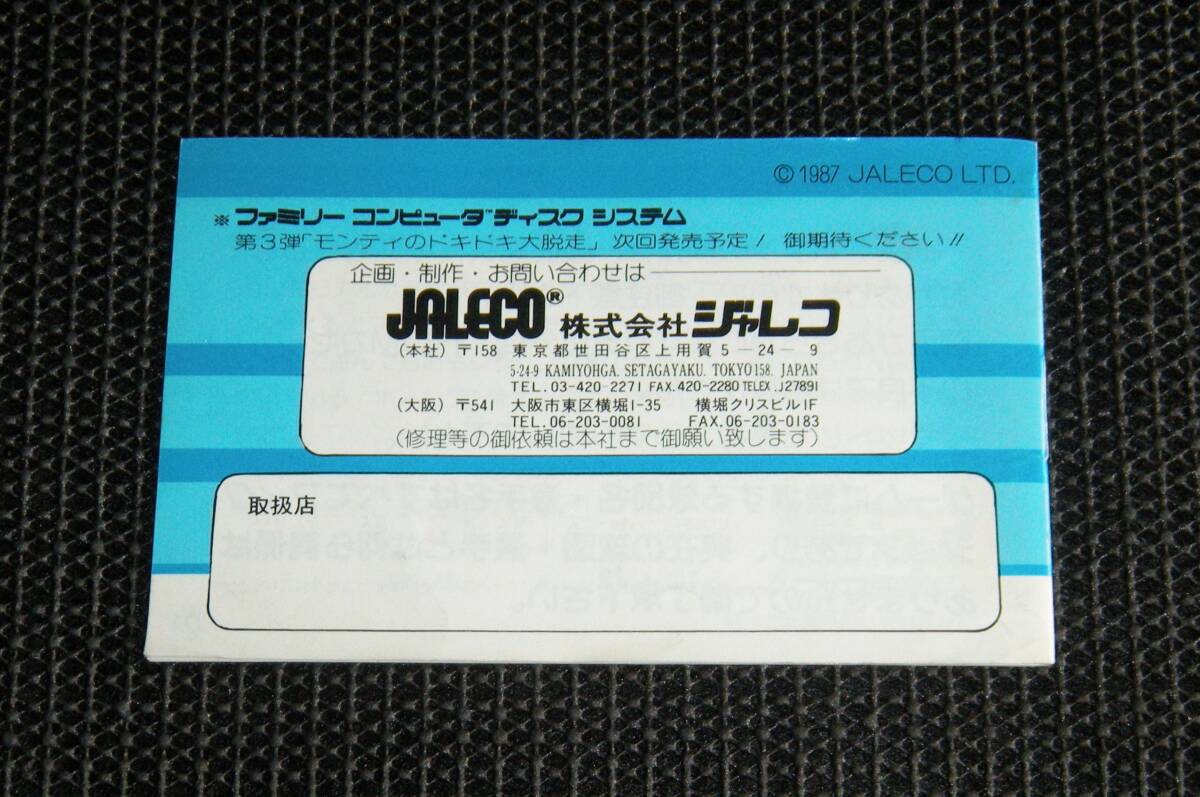 © 1987 JALECO LTD.
※ファミリー コンピュータ™ ディスク システム
第3弾「モンティのドキドキ大脱走」次回発売予定! 御期待ください!!
企画・制作・お問い合わせは
JALECO® 株式会社 ジャレコ
(本社) 〒158 東京都世田谷区上用賀5-24-9
5-24-9 KAMIYOHGA, SETAGAYAKU, TOKYO 158, JAPAN
TEL.03-420-2271 FAX.420-2280 TELEX.J27891
(大阪) 〒541 大阪市東区横堀1-35 横堀クリスビル1F
TEL.06-203-0081 FAX.06-203-0183
(修理等の御依頼は本社まで御願い致します)
取扱店